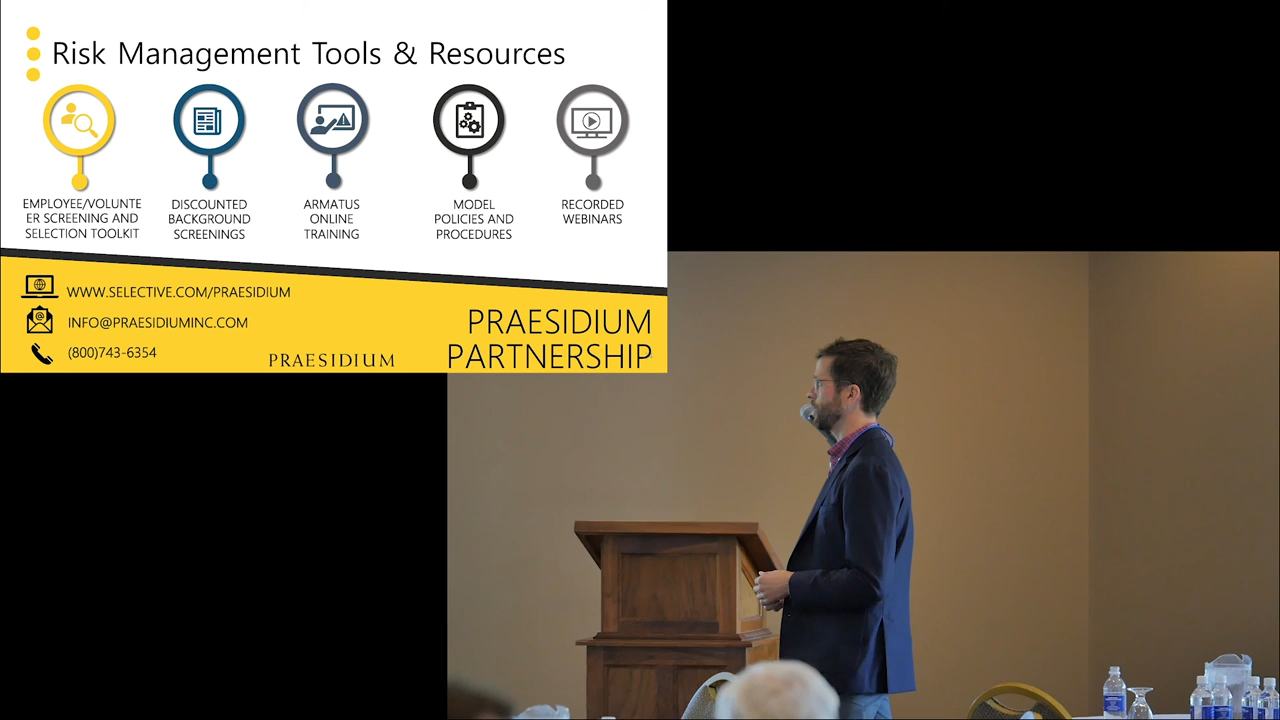 Risk Management Tools & Resources
EMPLOYEE/VOLUNTE
ER SCREENING AND
SELECTION TOOLKIT
DISCOUNTED
BACKGROUND
SCREENINGS
ARMATUS
ONLINE
TRAINING
MODEL
POLICIES AND
PROCEDURES
RECORDED
WEBINARS
WWW.SELECTIVE.COM/PRAESIDIUM
INFO@PRAESIDIUMINC.COM
(800)743-6354
PRAESIDIUM
PRAESIDIUM
PARTNERSHIP